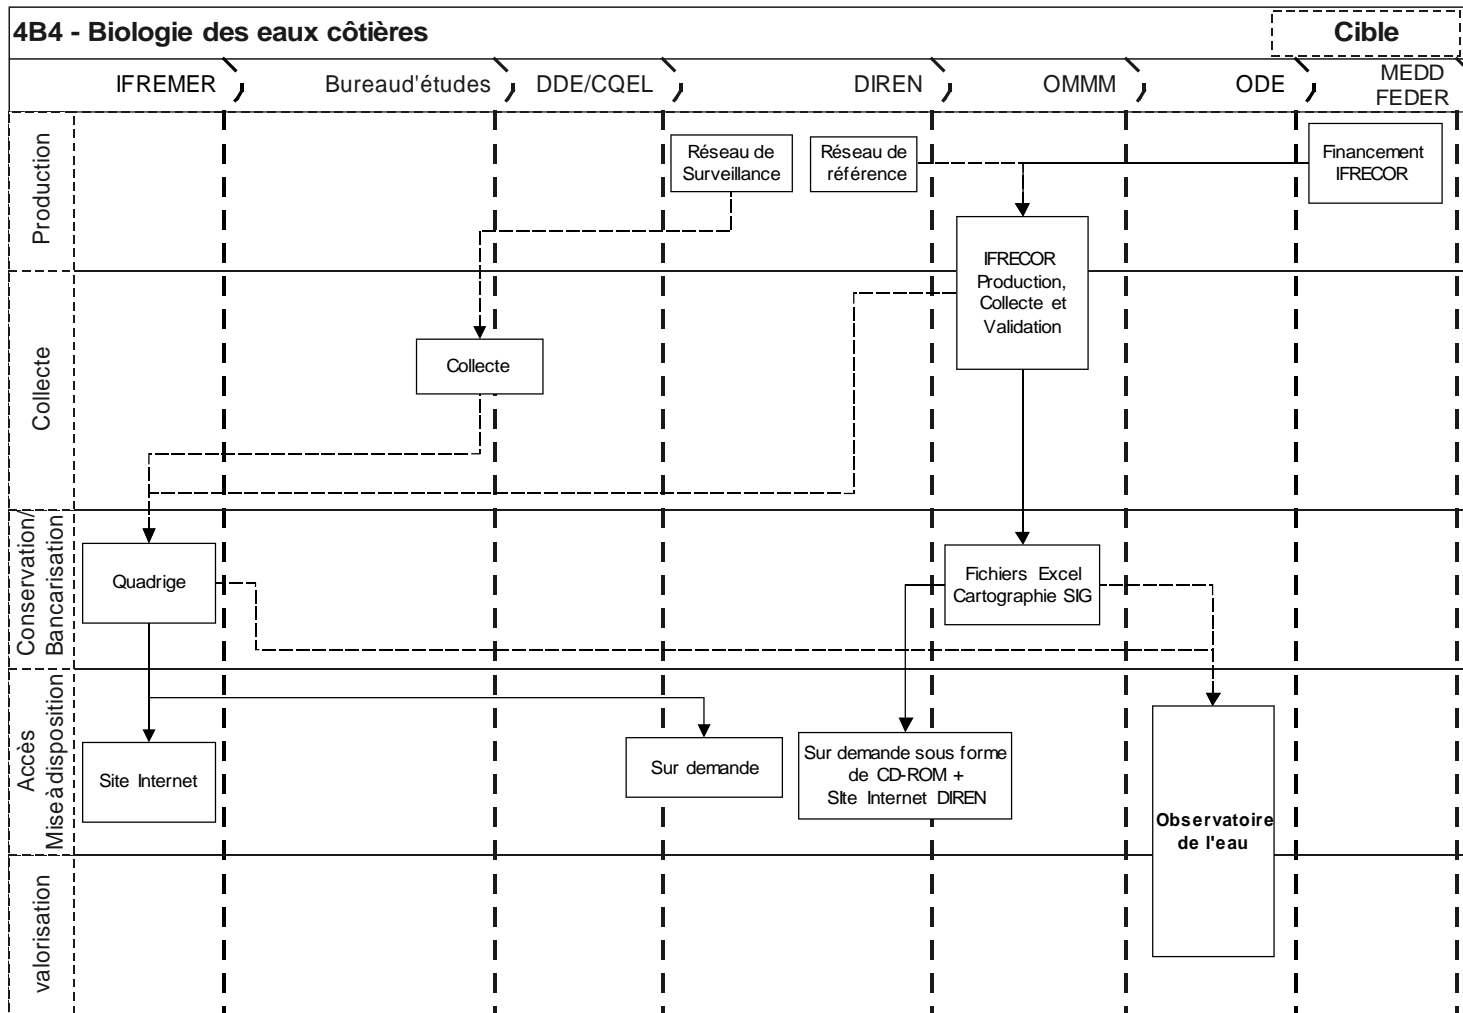 4B4 - Biologie des eaux côtières
Cible
IFREMER
Bureau d'études
DDE/CQEL
DIREN
OMMM
ODE
MEDD
FEDER
Production
Réseau de
Surveillance
Réseau de
référence
Financement
IFRECOR
IFRECOR
Production,
Collecte et
Validation
Collecte
Collecte
Conservation/
Bancarisation
Quadrige
Fichiers Excel
Cartographie SIG
Accès
Mise à disposition
Site Internet
Sur demande
Sur demande sous forme
de CD-ROM +
SIte Internet DIREN
Observatoire
de l'eau
valorisation